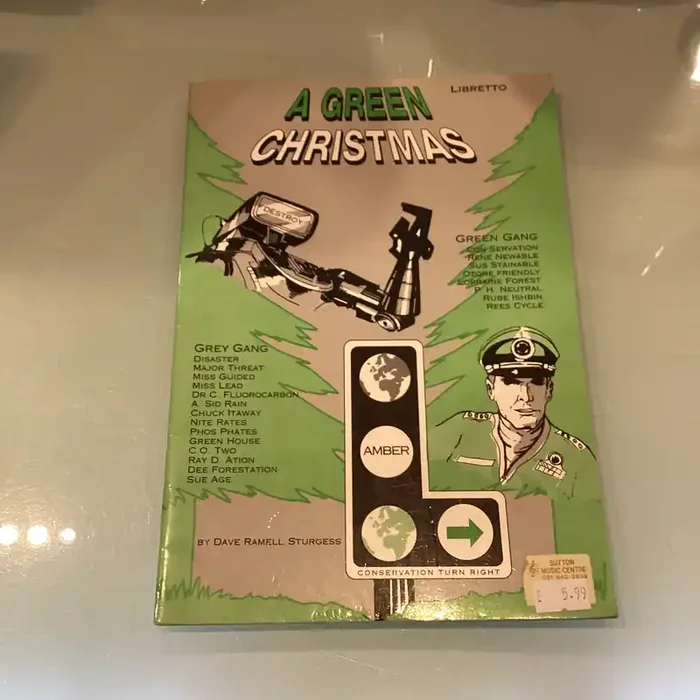 LIBRETTO
A GREEN
CHRISTMAS
DESTROY
GREEN GANG
CON SERVATION
RENE NEWABLE
SUS STAINABLE
OZONE FRIENDLY
LORRAINE FOREST
P. H. NEUTRAL
RUBE ISHBIN
REES CYCLE
GREY GANG
DISASTER
MAJOR THREAT
MISS GUIDED
MISS LEAD
DR C. FLUOROCARBON
A. SID RAIN
CHUCK ITAWAY
NITE RATES
PHOS PHATES
GREEN HOUSE
C.O. TWO
RAY D. ATION
DEE FORESTATION
SUE AGE
AMBER
BY DAVE RAMELL STURGESS
CONSERVATION TURN RIGHT
SUTTON
MUSIC CENTRE
£ 5.99